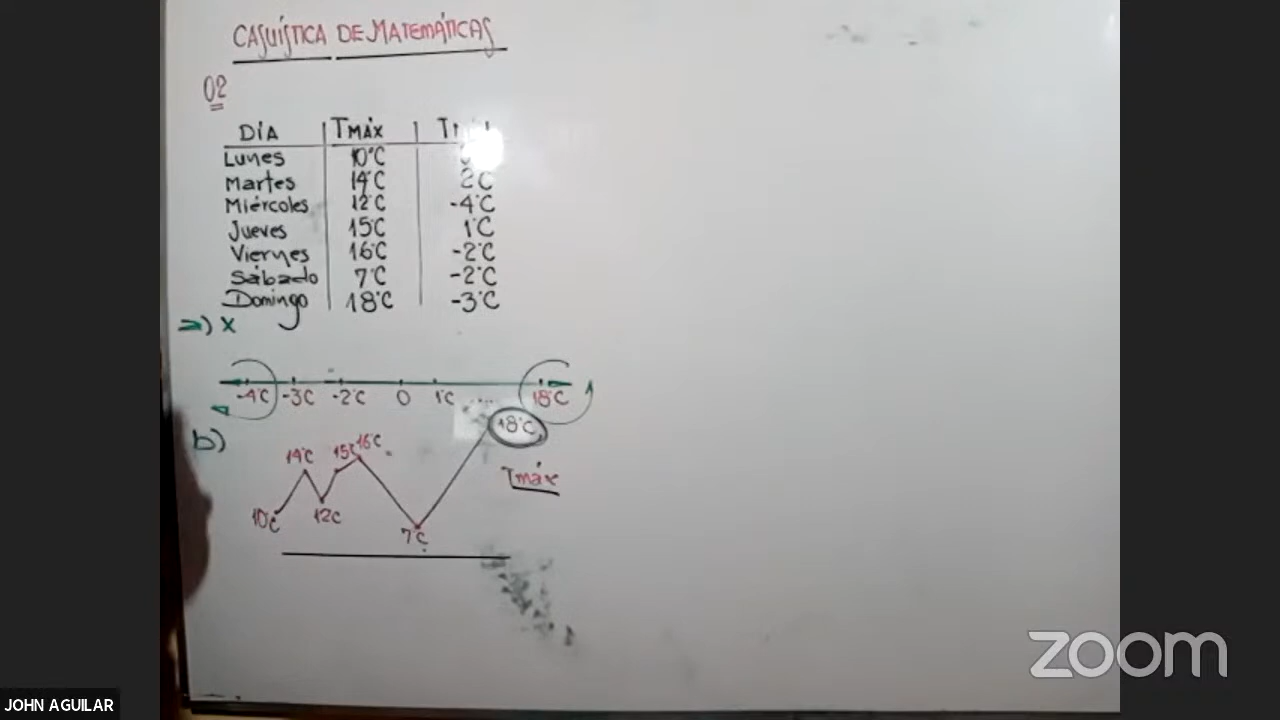 CASUÍSTICA DE MATEMÁTICAS
02
DÍA TMÁX
Lunes 10°C
Martes 14°C 2°C
Miércoles 12°C -4°C
Jueves 15°C 1°C
Viernes 16°C -2°C
Sábado 7°C -2°C
Domingo 18°C -3°C
a) X
-4°C -3°C -2°C 0 1°C .... 18°C
b)
18°C
14°C 15°C 16°C
Tmáx
10°C 12°C
7°C
zoom
JOHN AGUILAR